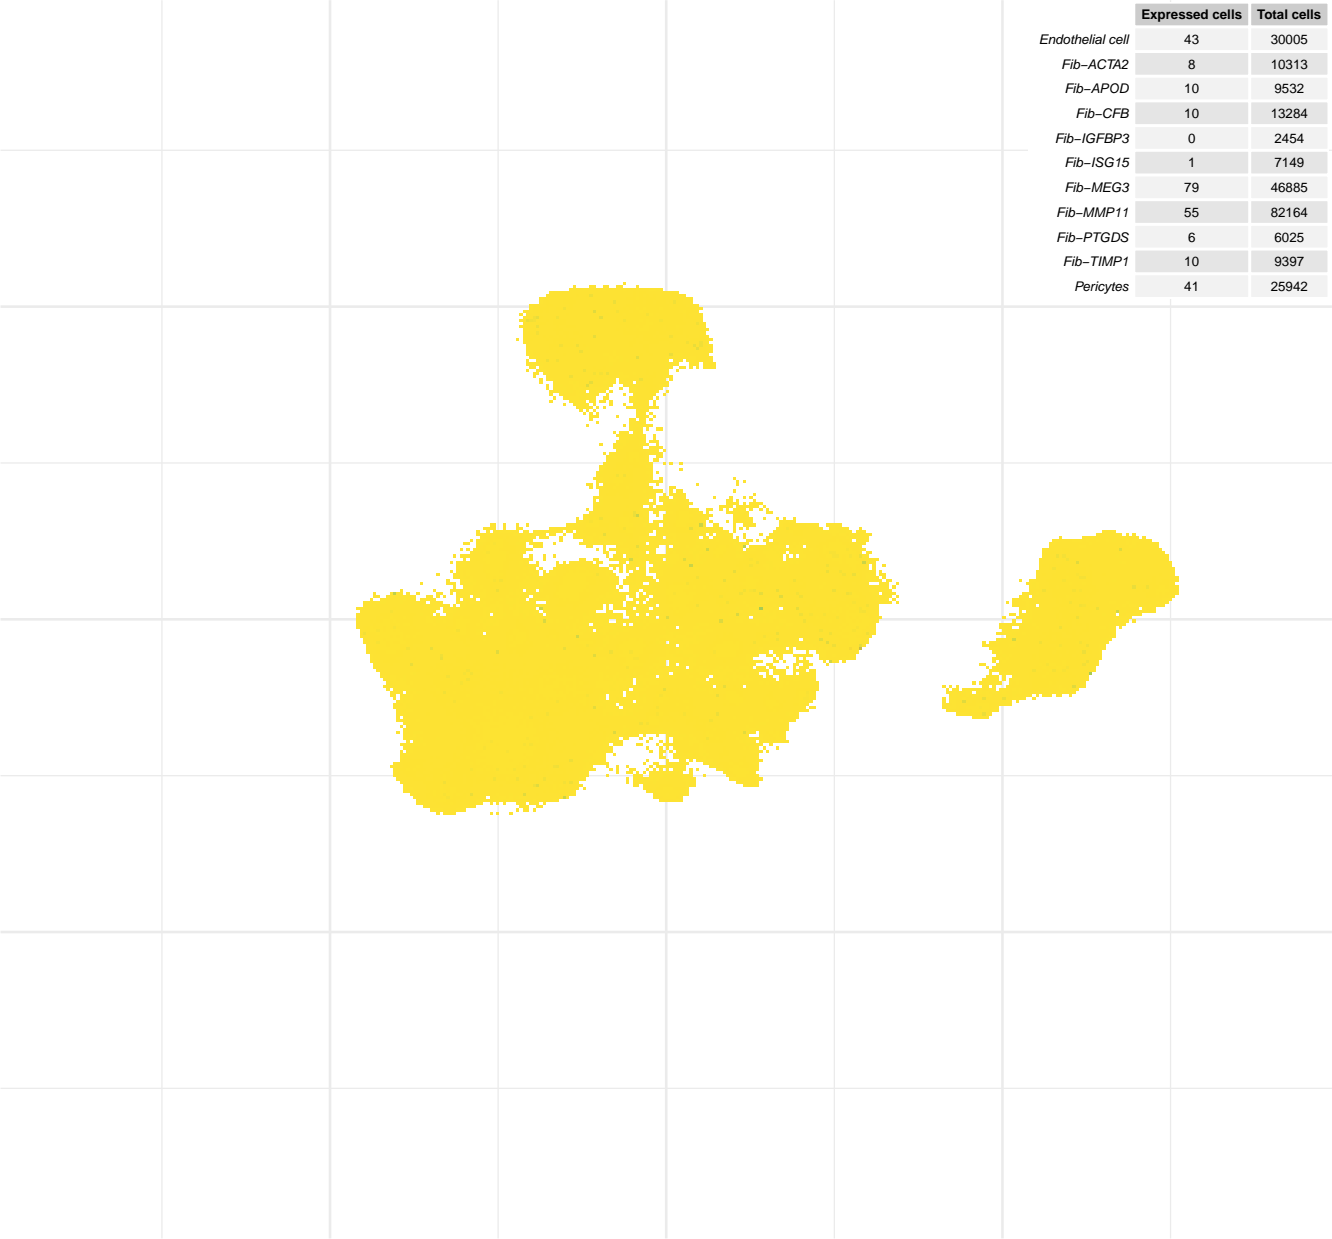 Expressed cells Total cells
Endothelial cell 43 30005
Fib−ACTA2 8 10313
Fib−APOD 10 9532
Fib−CFB 10 13284
Fib−IGFBP3 0 2454
Fib−ISG15 1 7149
Fib−MEG3 79 46885
Fib−MMP11 55 82164
Fib−PTGDS 6 6025
Fib−TIMP1 10 9397
Pericytes 41 25942